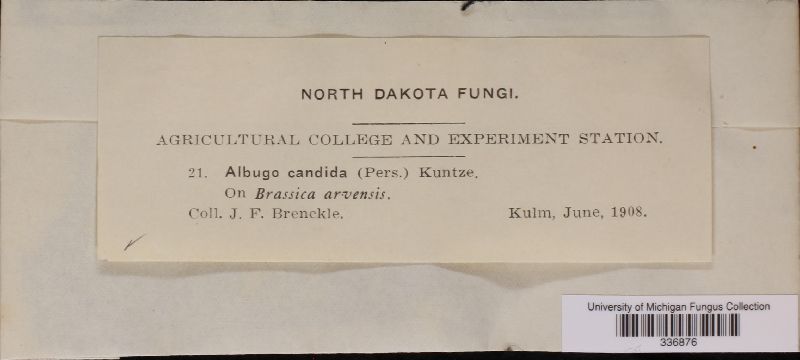 NORTH DAKOTA FUNGI.
AGRICULTURAL COLLEGE AND EXPERIMENT STATION.
21. Albugo candida (Pers.) Kuntze.
On Brassica arvensis.
Coll. J. F. Brenckle. Kulm, June, 1908.
University of Michigan Fungus Collection
336876